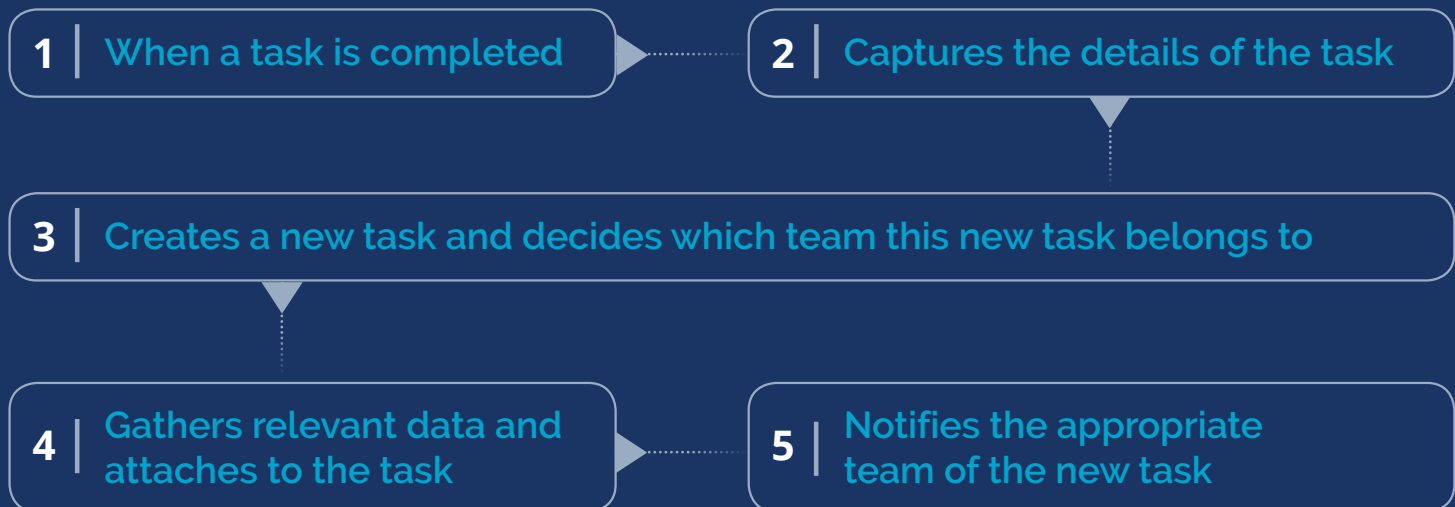 1 When a task is completed
2 Captures the details of the task
3 Creates a new task and decides which team this new task belongs to
4 Gathers relevant data and
attaches to the task
5 Notifies the appropriate
team of the new task